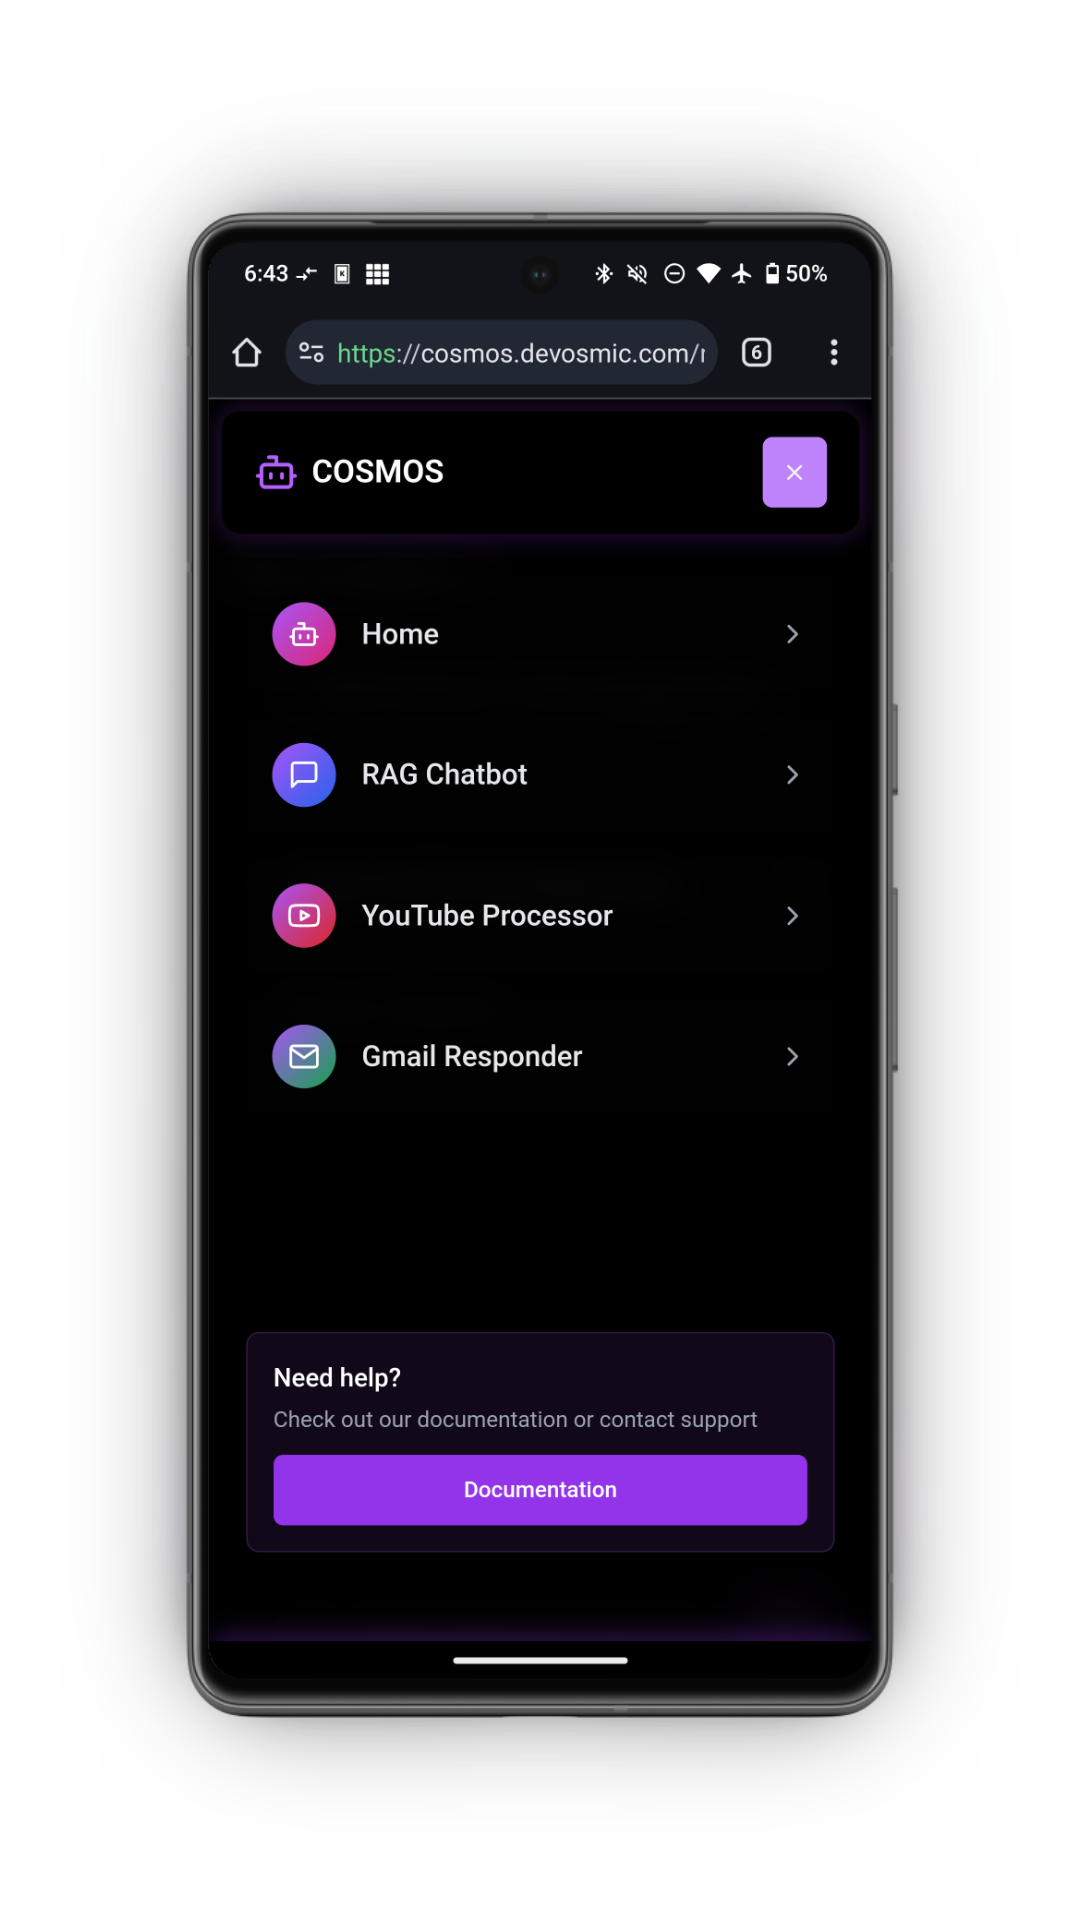 6:43 50%
https://cosmos.devosmic.com/r
6
COSMOS
Home
RAG Chatbot
YouTube Processor
Gmail Responder
Need help?
Check out our documentation or contact support
Documentation